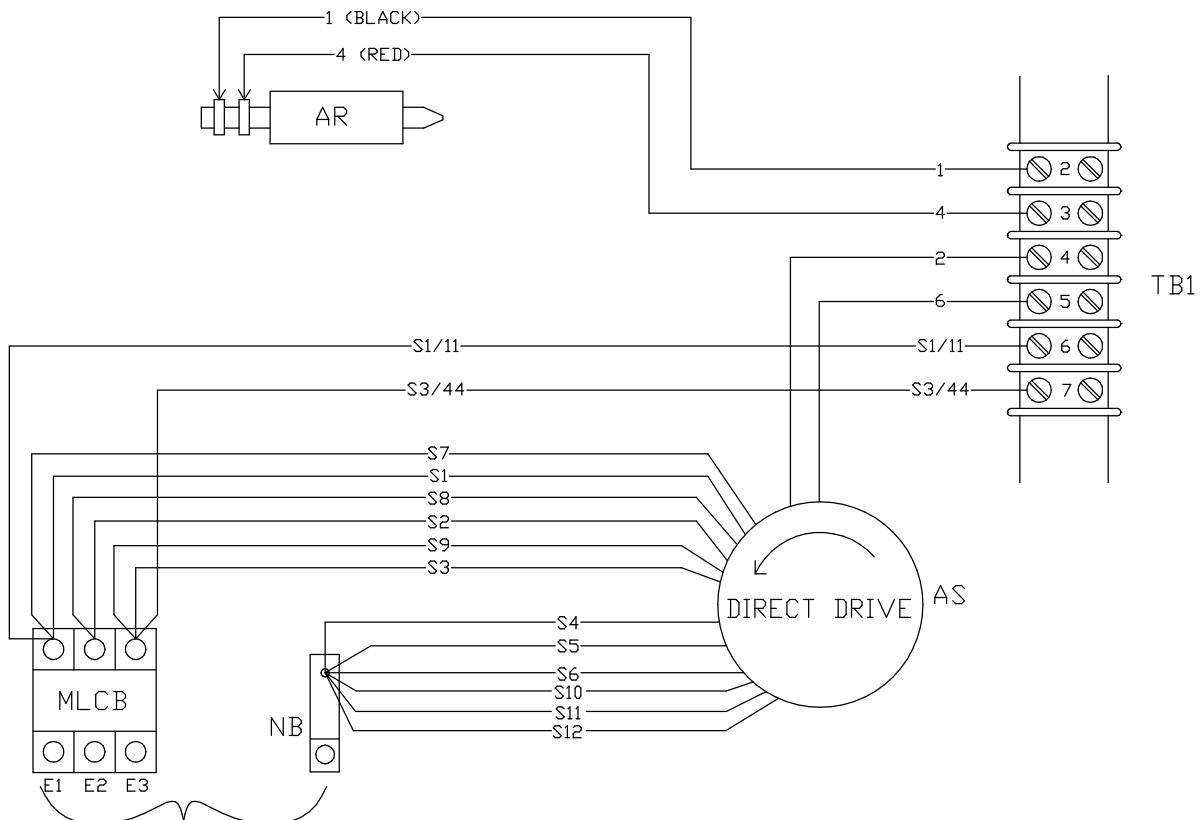 1 (BLACK)
4 (RED)
AR
1
2
4
3
2
4
TB1
6
5
S1/11
S1/11
6
S3/44
S3/44
7
S7
S1
S8
S2
S9
S3
AS
DIRECT DRIVE
S4
S5
S6
S10
MLCB
S11
NB
S12
E1 E2 E3